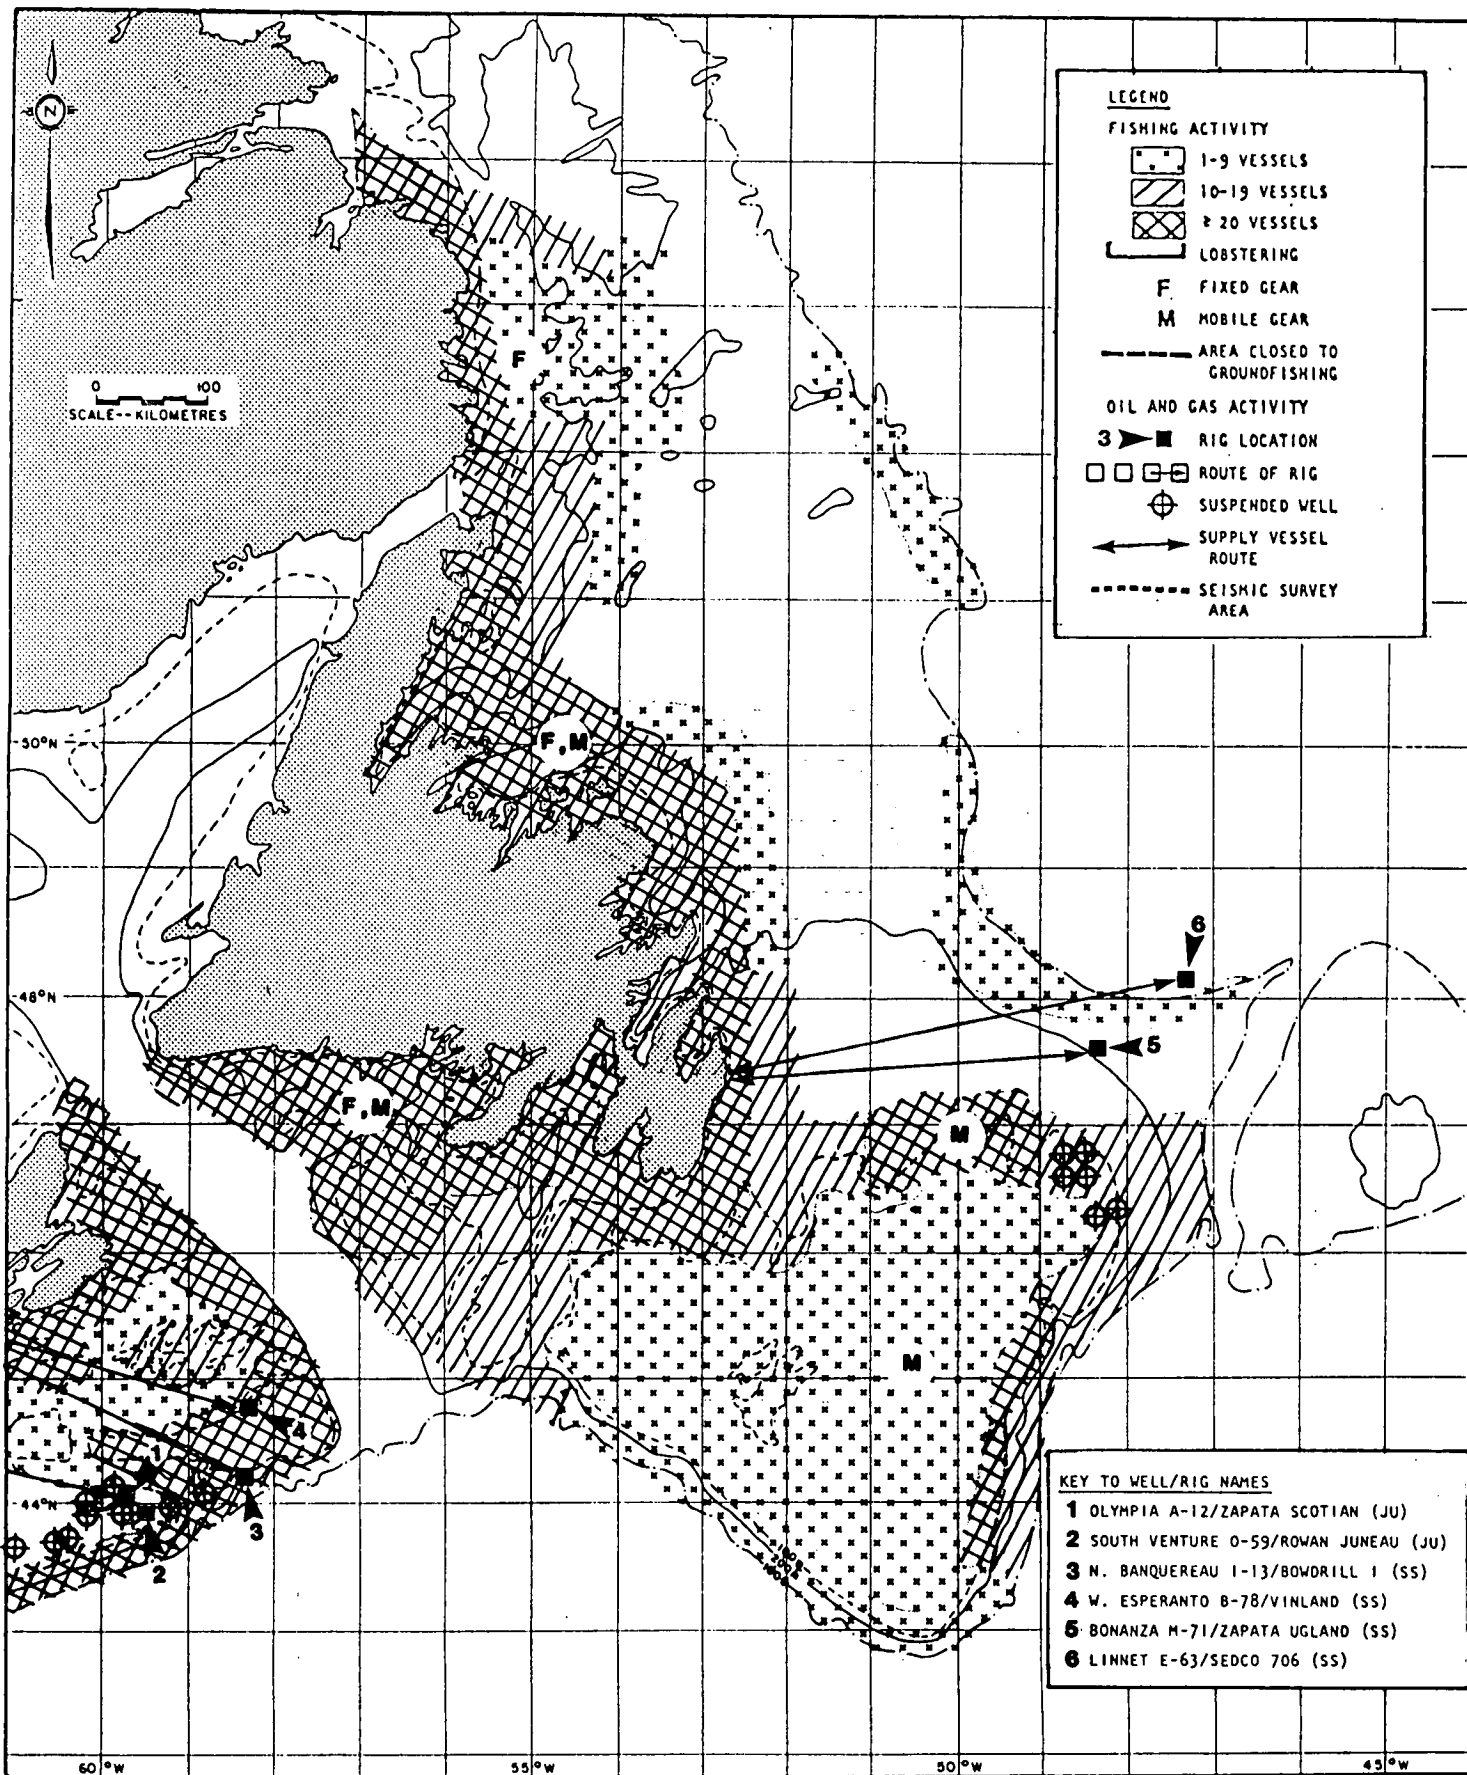 N
LEGEND
FISHING ACTIVITY
1-9 VESSELS
10-19 VESSELS
≥ 20 VESSELS
LOBSTERING
F FIXED GEAR
M MOBILE GEAR
AREA CLOSED TO
GROUNDFISHING
OIL AND GAS ACTIVITY
3 RIG LOCATION
ROUTE OF RIG
SUSPENDED WELL
SUPPLY VESSEL
ROUTE
SEISMIC SURVEY
AREA
F
0 100
SCALE--KILOMETRES
50°N
F,M
6
48°N
5
F,M
M
M
4
1
44°N
3
2
KEY TO WELL/RIG NAMES
1 OLYMPIA A-12/ZAPATA SCOTIAN (JU)
2 SOUTH VENTURE O-59/ROWAN JUNEAU (JU)
3 N. BANQUEREAU I-13/BOWDRILL I (SS)
4 W. ESPERANTO B-78/VINLAND (SS)
5 BONANZA M-71/ZAPATA UGLAND (SS)
6 LINNET E-63/SEDCO 706 (SS)
60°W 55°W 50°W 45°W